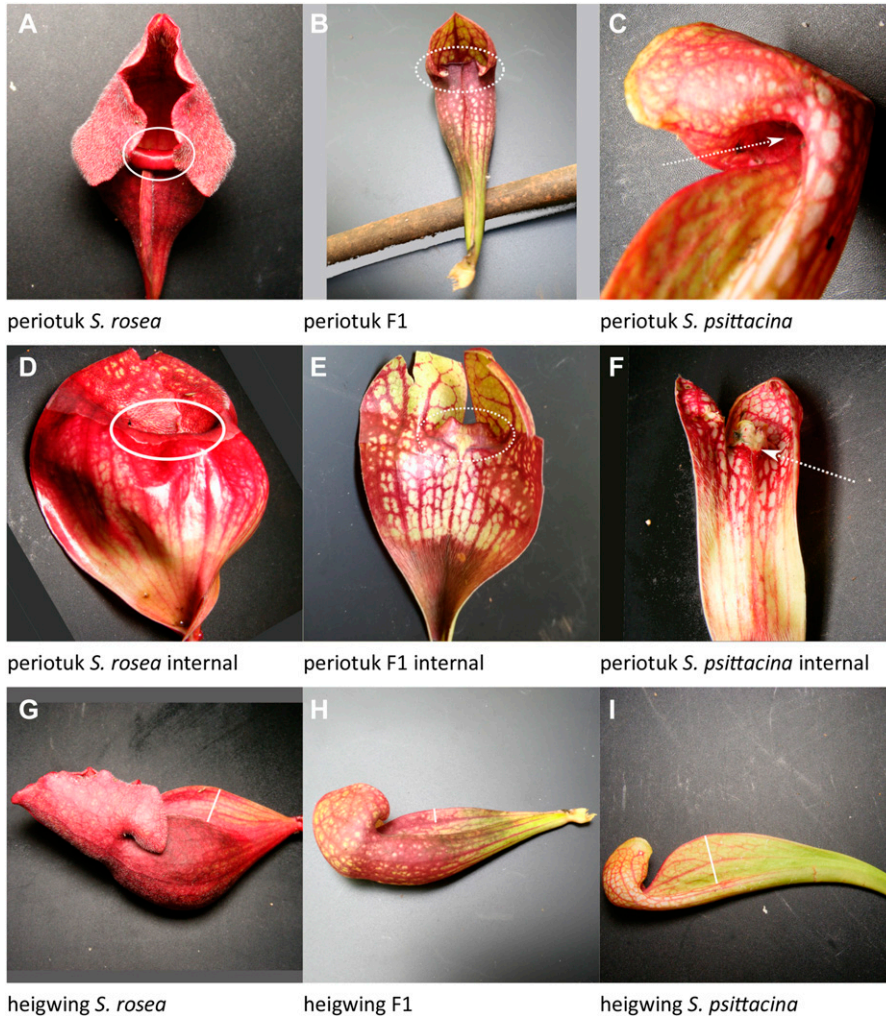 A
B
C
periotuk S. rosea
periotuk F1
periotuk S. psittacina
D
E
F
periotuk S. rosea internal
periotuk F1 internal
periotuk S. psittacina internal
G
H
I
heigwing S. rosea
heigwing F1
heigwing S. psittacina